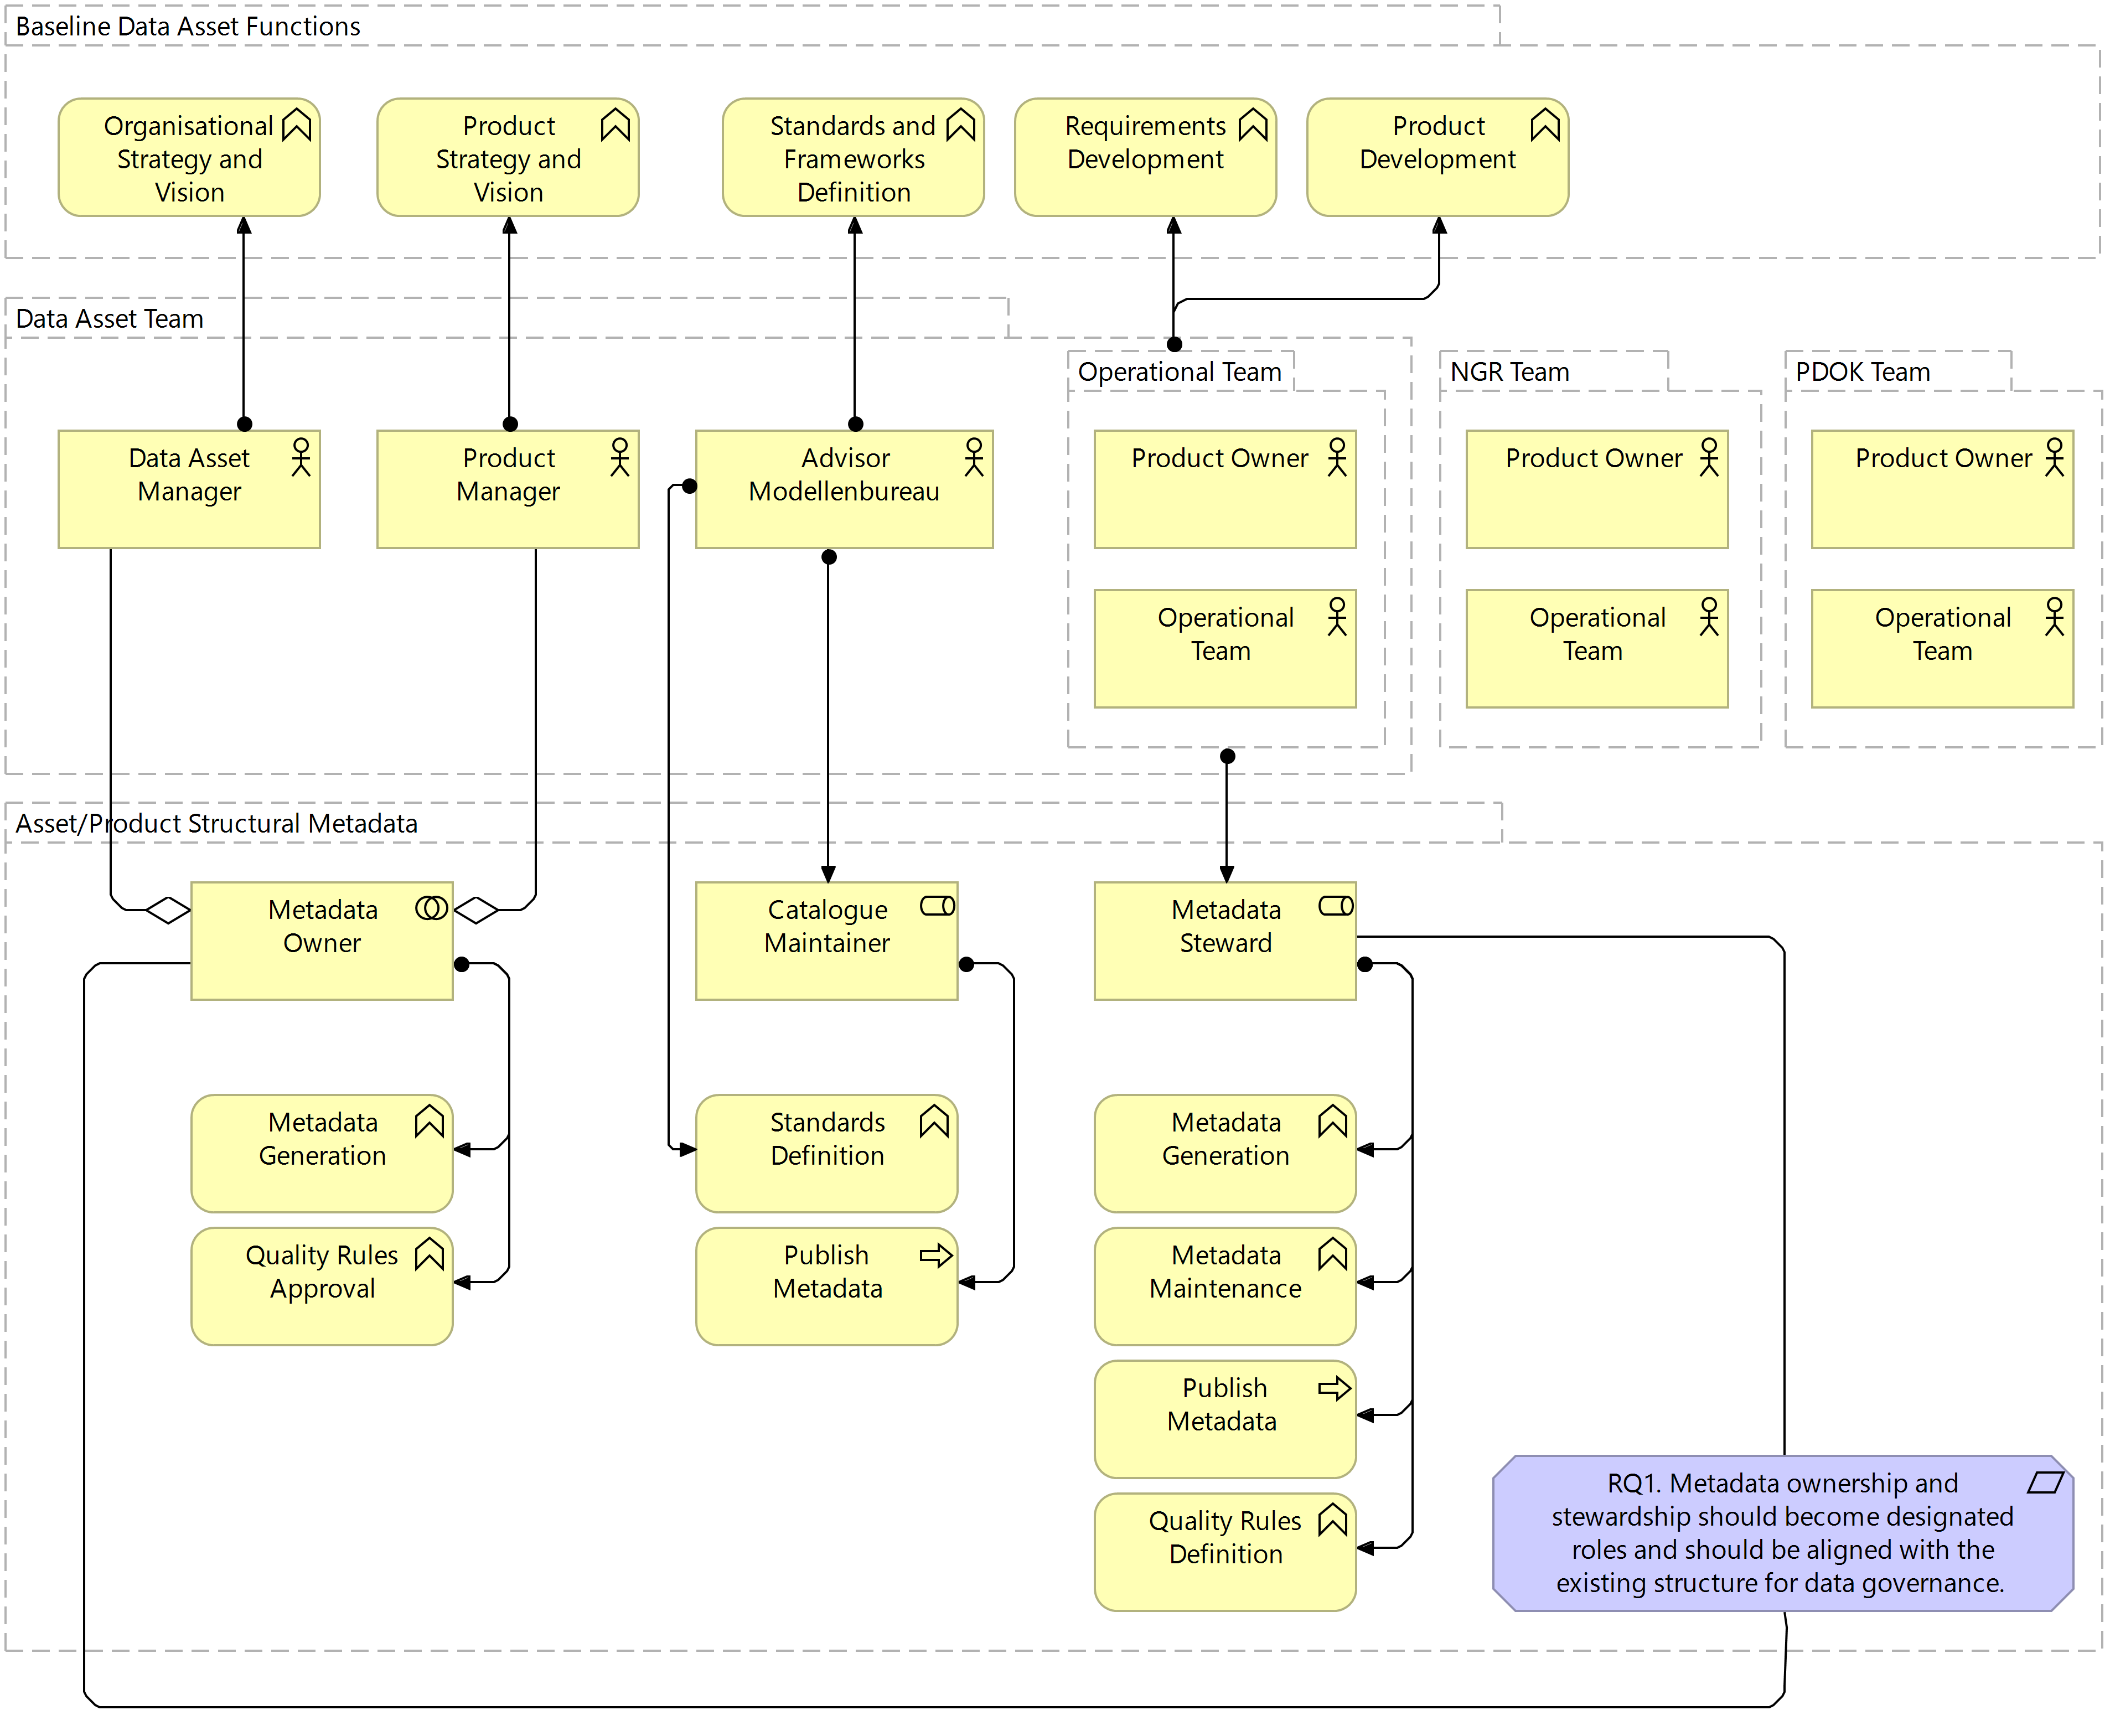 Baseline Data Asset Functions
Organisational
Strategy and
Vision
Product
Strategy and
Vision
Standards and
Frameworks
Definition
Requirements
Development
Product
Development
Data Asset Team
Operational Team
NGR Team
PDOK Team
Data Asset
Manager
Product
Manager
Advisor
Modellenbureau
Product Owner
Product Owner
Product Owner
Operational
Team
Operational
Team
Operational
Team
Asset/Product Structural Metadata
Metadata
Owner
Catalogue
Maintainer
Metadata
Steward
Metadata
Generation
Standards
Definition
Metadata
Generation
Quality Rules
Approval
Publish
Metadata
Metadata
Maintenance
Publish
Metadata
Quality Rules
Definition
RQ1. Metadata ownership and
stewardship should become designated
roles and should be aligned with the
existing structure for data governance.